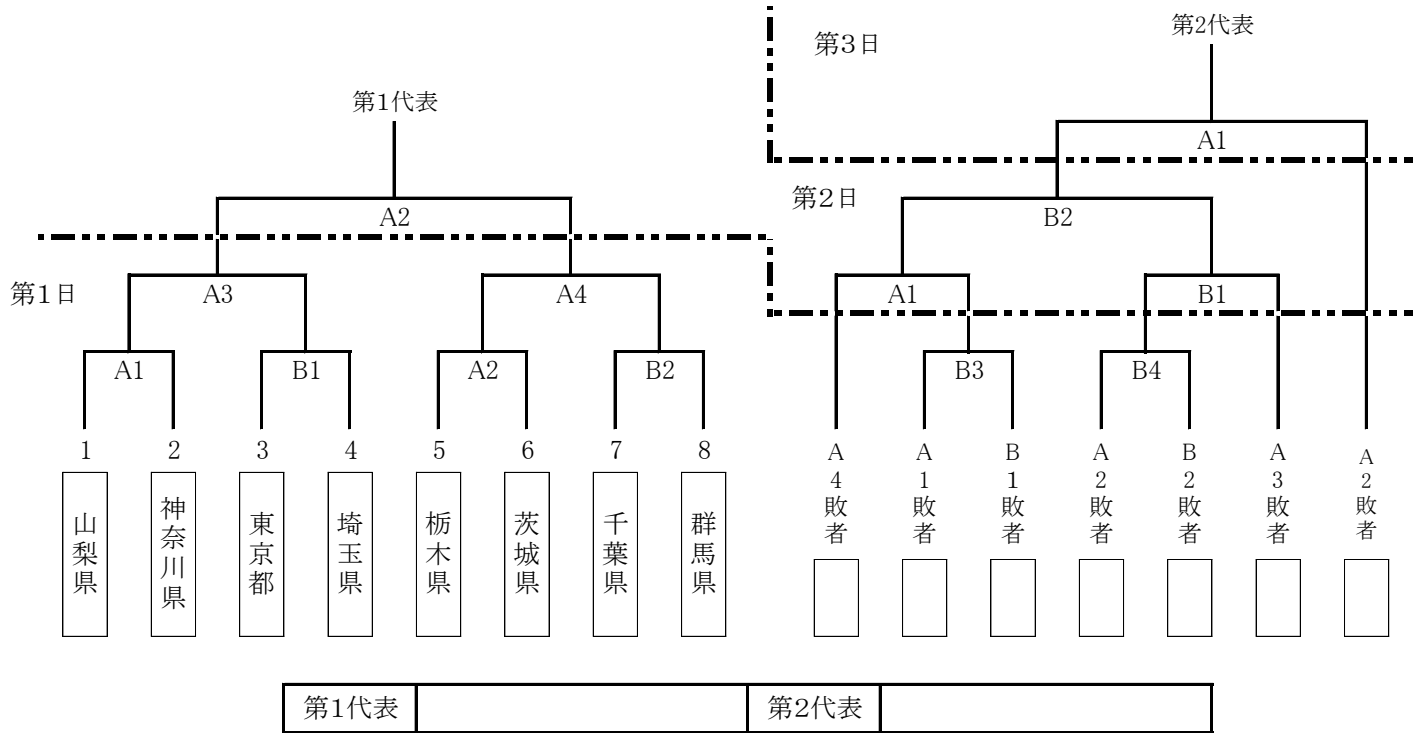 第3日
第2代表
第1代表
A1
第2日
A2
B2
第1日
A3
A4
A1
B1
A1
B1
A2
B2
B3
B4
1
2
3
4
5
6
7
8
A4敗者
A1敗者
B1敗者
A2敗者
B2敗者
A3敗者
A2敗者
山梨県
神奈川県
東京都
埼玉県
栃木県
茨城県
千葉県
群馬県
第1代表
第2代表